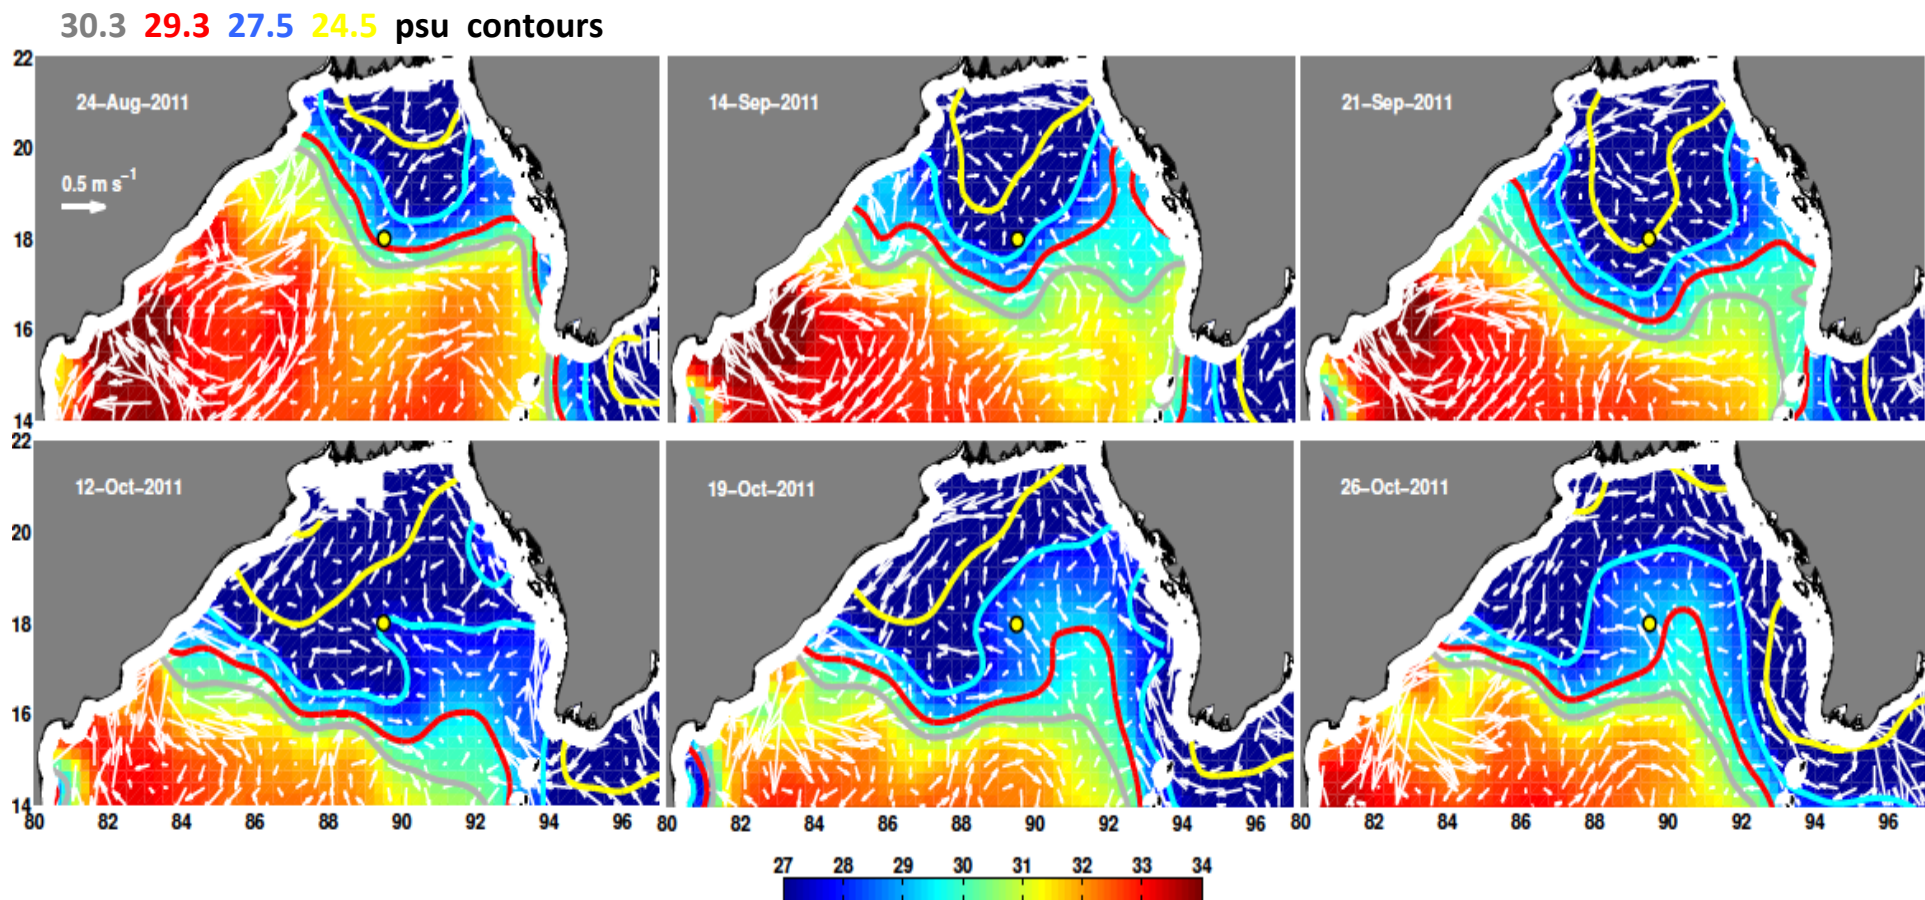 30.3 29.3 27.5 24.5 psu contours
22
24-Aug-2011 14-Sep-2011 21-Sep-2011
20
0.5 m s⁻¹
18
16
14
22
12-Oct-2011 19-Oct-2011 26-Oct-2011
20
18
16
14
80 82 84 86 88 90 92 94 96 80 82 84 86 88 90 92 94 96 80 82 84 86 88 90 92 94 96
27 28 29 30 31 32 33 34